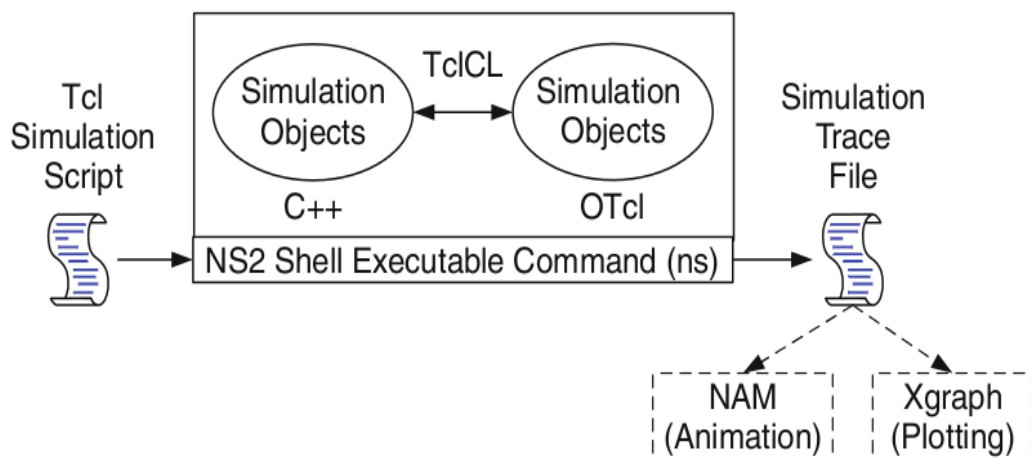 Tcl
Simulation
Script
Simulation
Objects
TclCL
Simulation
Objects
C++
OTcl
NS2 Shell Executable Command (ns)
Simulation
Trace
File
NAM
(Animation)
Xgraph
(Plotting)